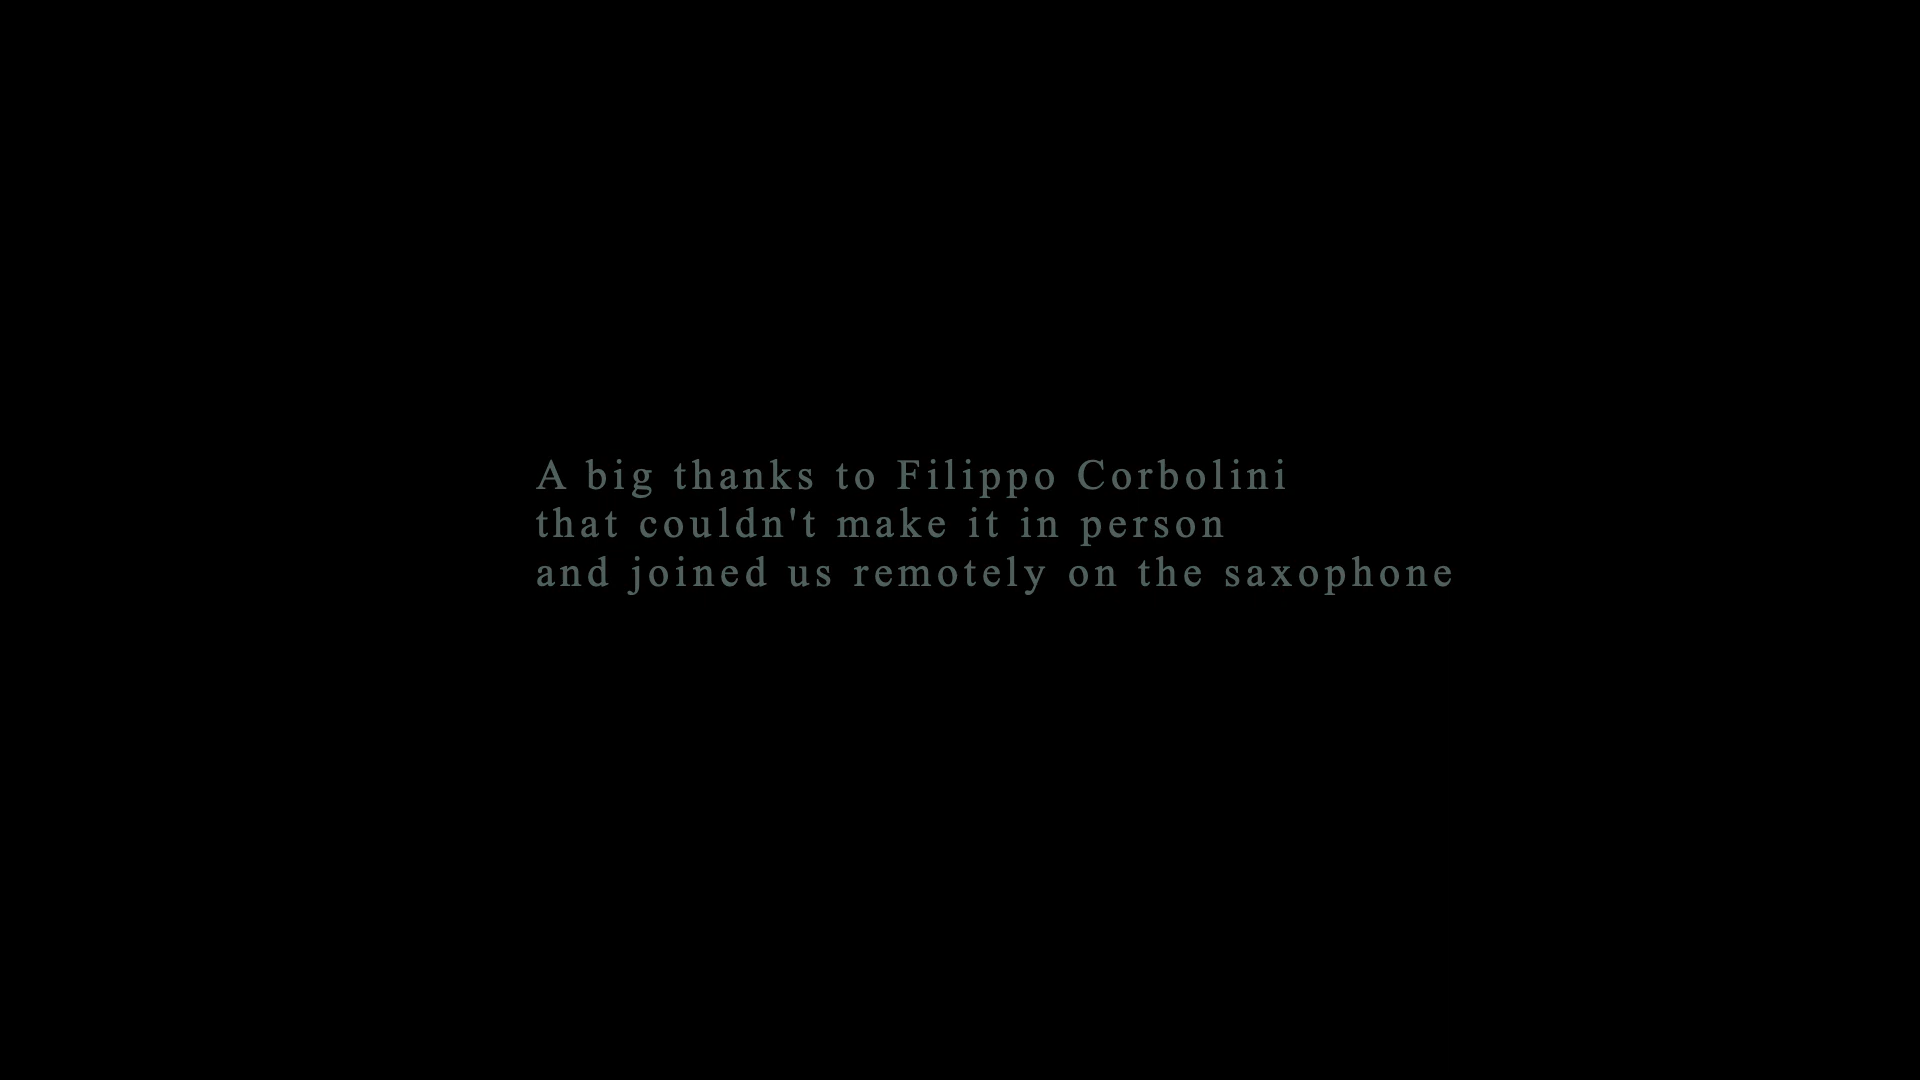 A big thanks to Filippo Corbolini
that couldn't make it in person
and joined us remotely on the saxophone